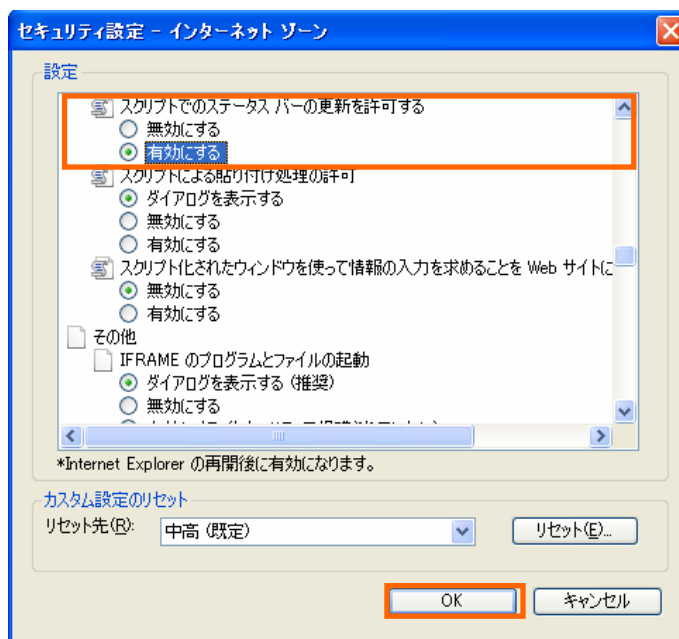 セキュリティ設定 - インターネット ゾーン
設定
スクリプトでのステータス バーの更新を許可する
無効にする
有効にする
スクリプトによる貼り付け処理の許可
ダイアログを表示する
無効にする
有効にする
スクリプト化されたウィンドウを使って情報の入力を求めることを Web サイトに
無効にする
有効にする
その他
IFRAME のプログラムとファイルの起動
ダイアログを表示する (推奨)
無効にする
*Internet Explorer の再開後に有効になります。
カスタム設定のリセット
リセット先(R): 中高 (既定) リセット(E)...
OK キャンセル